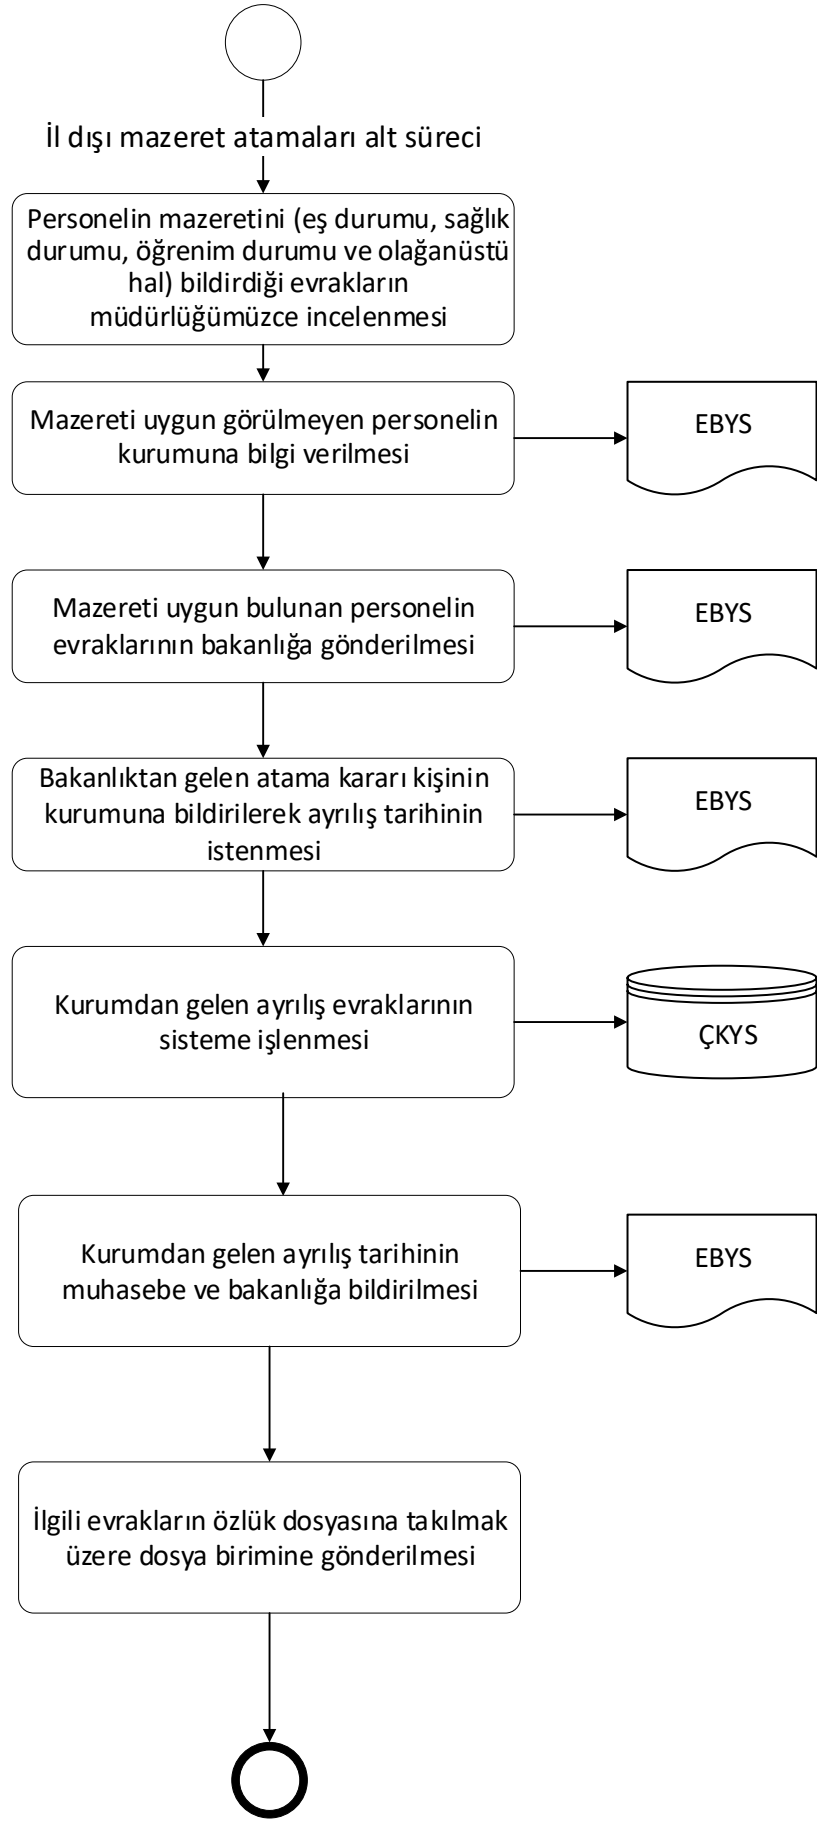 İl dışı mazeret atamaları alt süreci
Personelin mazeretini (eş durumu, sağlık
durumu, öğrenim durumu ve olağanüstü
hal) bildirdiği evrakların
müdürlüğümüzce incelenmesi
Mazereti uygun görülmeyen personelin
kurumuna bilgi verilmesi
EBYS
Mazereti uygun bulunan personelin
evraklarının bakanlığa gönderilmesi
EBYS
Bakanlıktan gelen atama kararı kişinin
kurumuna bildirilerek ayrılış tarihinin
istenmesi
EBYS
Kurumdan gelen ayrılış evraklarının
sisteme işlenmesi
ÇKYS
Kurumdan gelen ayrılış tarihinin
muhasebe ve bakanlığa bildirilmesi
EBYS
İlgili evrakların özlük dosyasına takılmak
üzere dosya birimine gönderilmesi